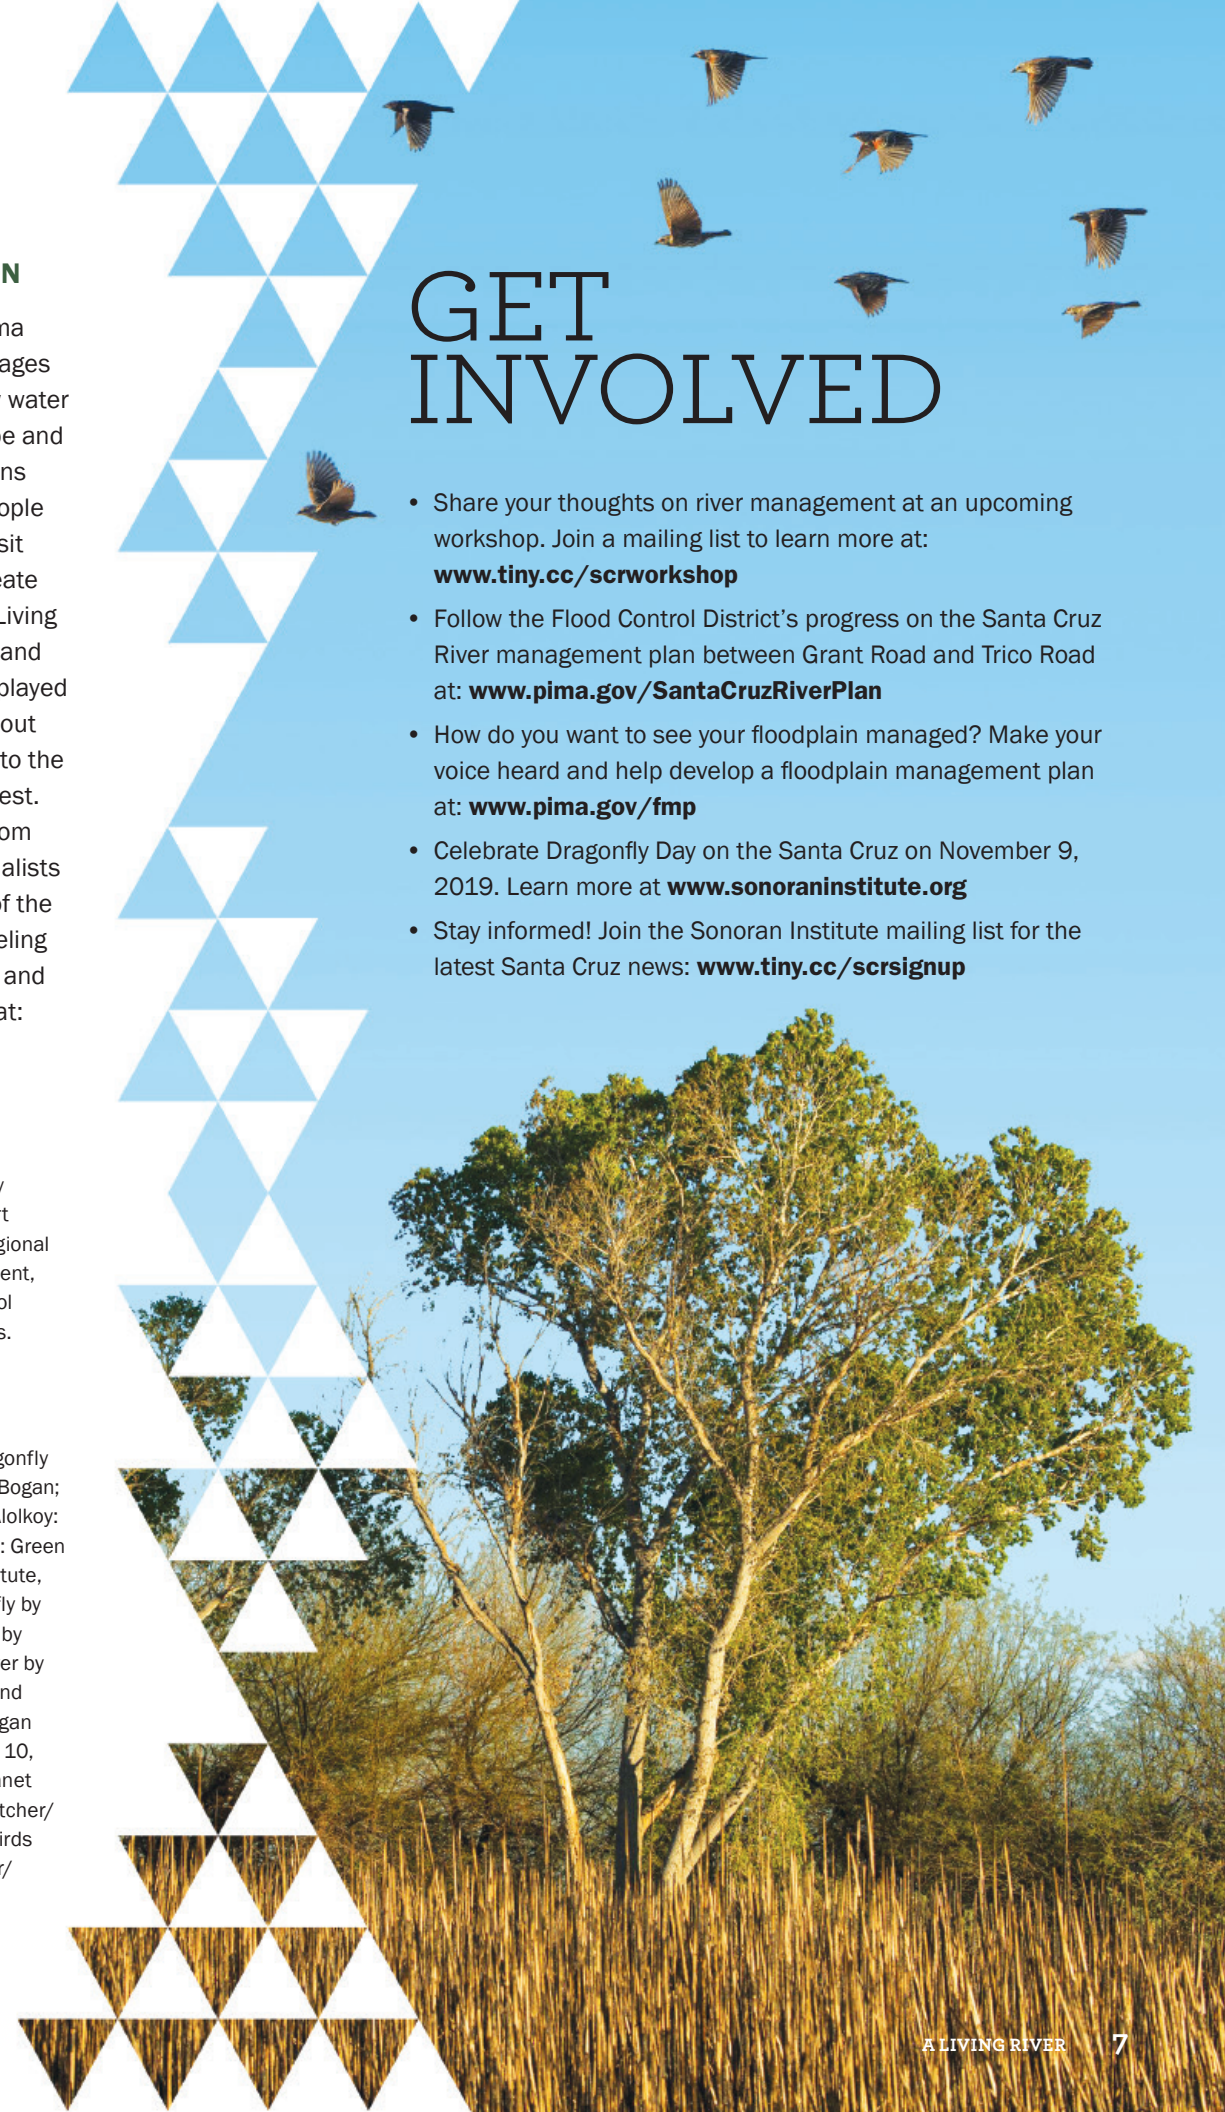 N
ma
ages
water
be and
ns
ople
sit
eate
Living
and
played
out
to the
est.
om
alists
of the
eling
and
at:
y
rt
gional
ent,
ol
s.
gonfly
Bogan;
lolkoy:
: Green
tute,
fly by
by
er by
nd
gan
10,
anet
tcher/
irds
r/
GET
INVOLVED
• Share your thoughts on river management at an upcoming
workshop. Join a mailing list to learn more at:
www.tiny.cc/scrworkshop
• Follow the Flood Control District’s progress on the Santa Cruz
River management plan between Grant Road and Trico Road
at: www.pima.gov/SantaCruzRiverPlan
• How do you want to see your floodplain managed? Make your
voice heard and help develop a floodplain management plan
at: www.pima.gov/fmp
• Celebrate Dragonfly Day on the Santa Cruz on November 9,
2019. Learn more at www.sonoraninstitute.org
• Stay informed! Join the Sonoran Institute mailing list for the
latest Santa Cruz news: www.tiny.cc/scrsignup
A LIVING RIVER 7